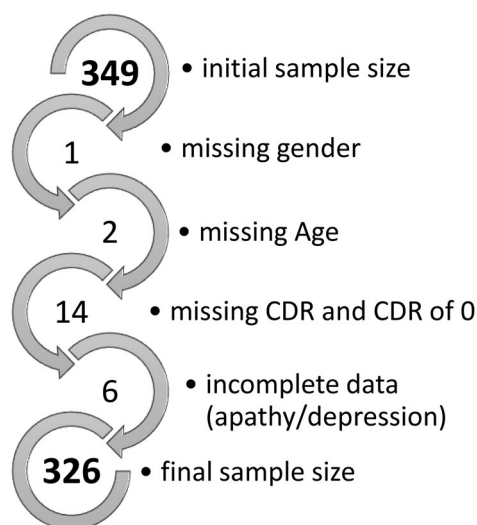 349 • initial sample size
1 • missing gender
2 • missing Age
14 • missing CDR and CDR of 0
6 • incomplete data
(apathy/depression)
326 • final sample size